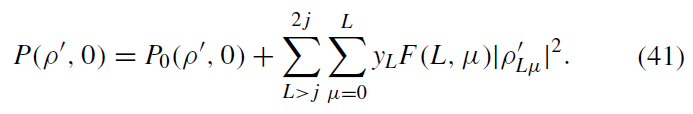 P(ρ′, 0) = P₀(ρ′, 0) + ∑_{L>j}^{2j} ∑_{μ=0}^{L} y_L F(L, μ)|ρ′_{Lμ}|². (41)